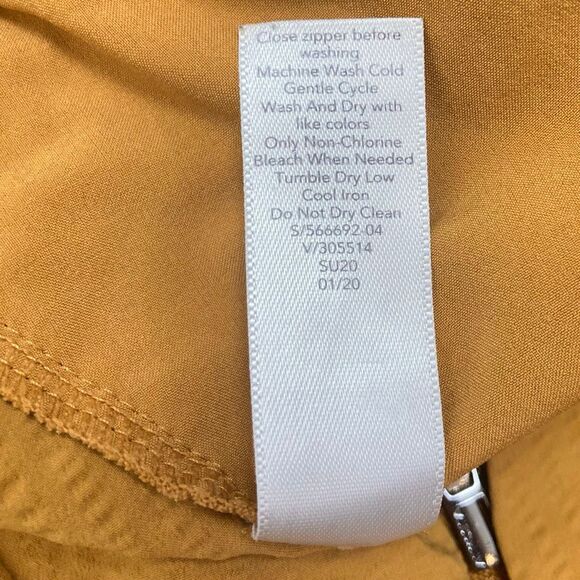 Close zipper before
washing
Machine Wash Cold
Gentle Cycle
Wash And Dry with
like colors
Only Non-Chlorine
Bleach When Needed
Tumble Dry Low
Cool Iron
Do Not Dry Clean
S/566692-04
V/305514
SU20
01/20